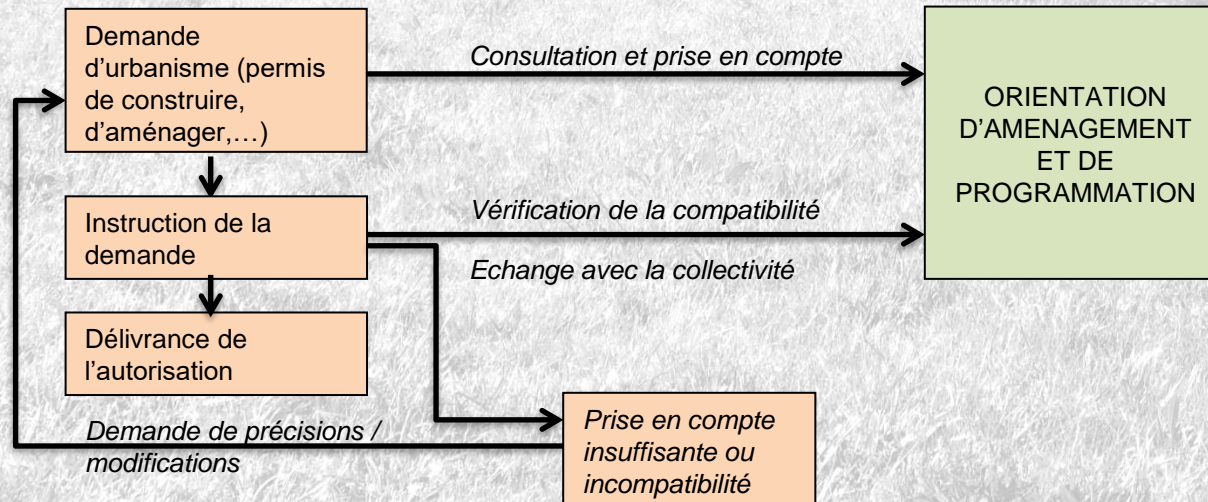 Demande
d’urbanisme (permis
de construire,
d’aménager,…)
Consultation et prise en compte
ORIENTATION
D’AMENAGEMENT
ET DE
PROGRAMMATION
Instruction de la
demande
Vérification de la compatibilité
Echange avec la collectivité
Délivrance de
l’autorisation
Demande de précisions /
modifications
Prise en compte
insuffisante ou
incompatibilité